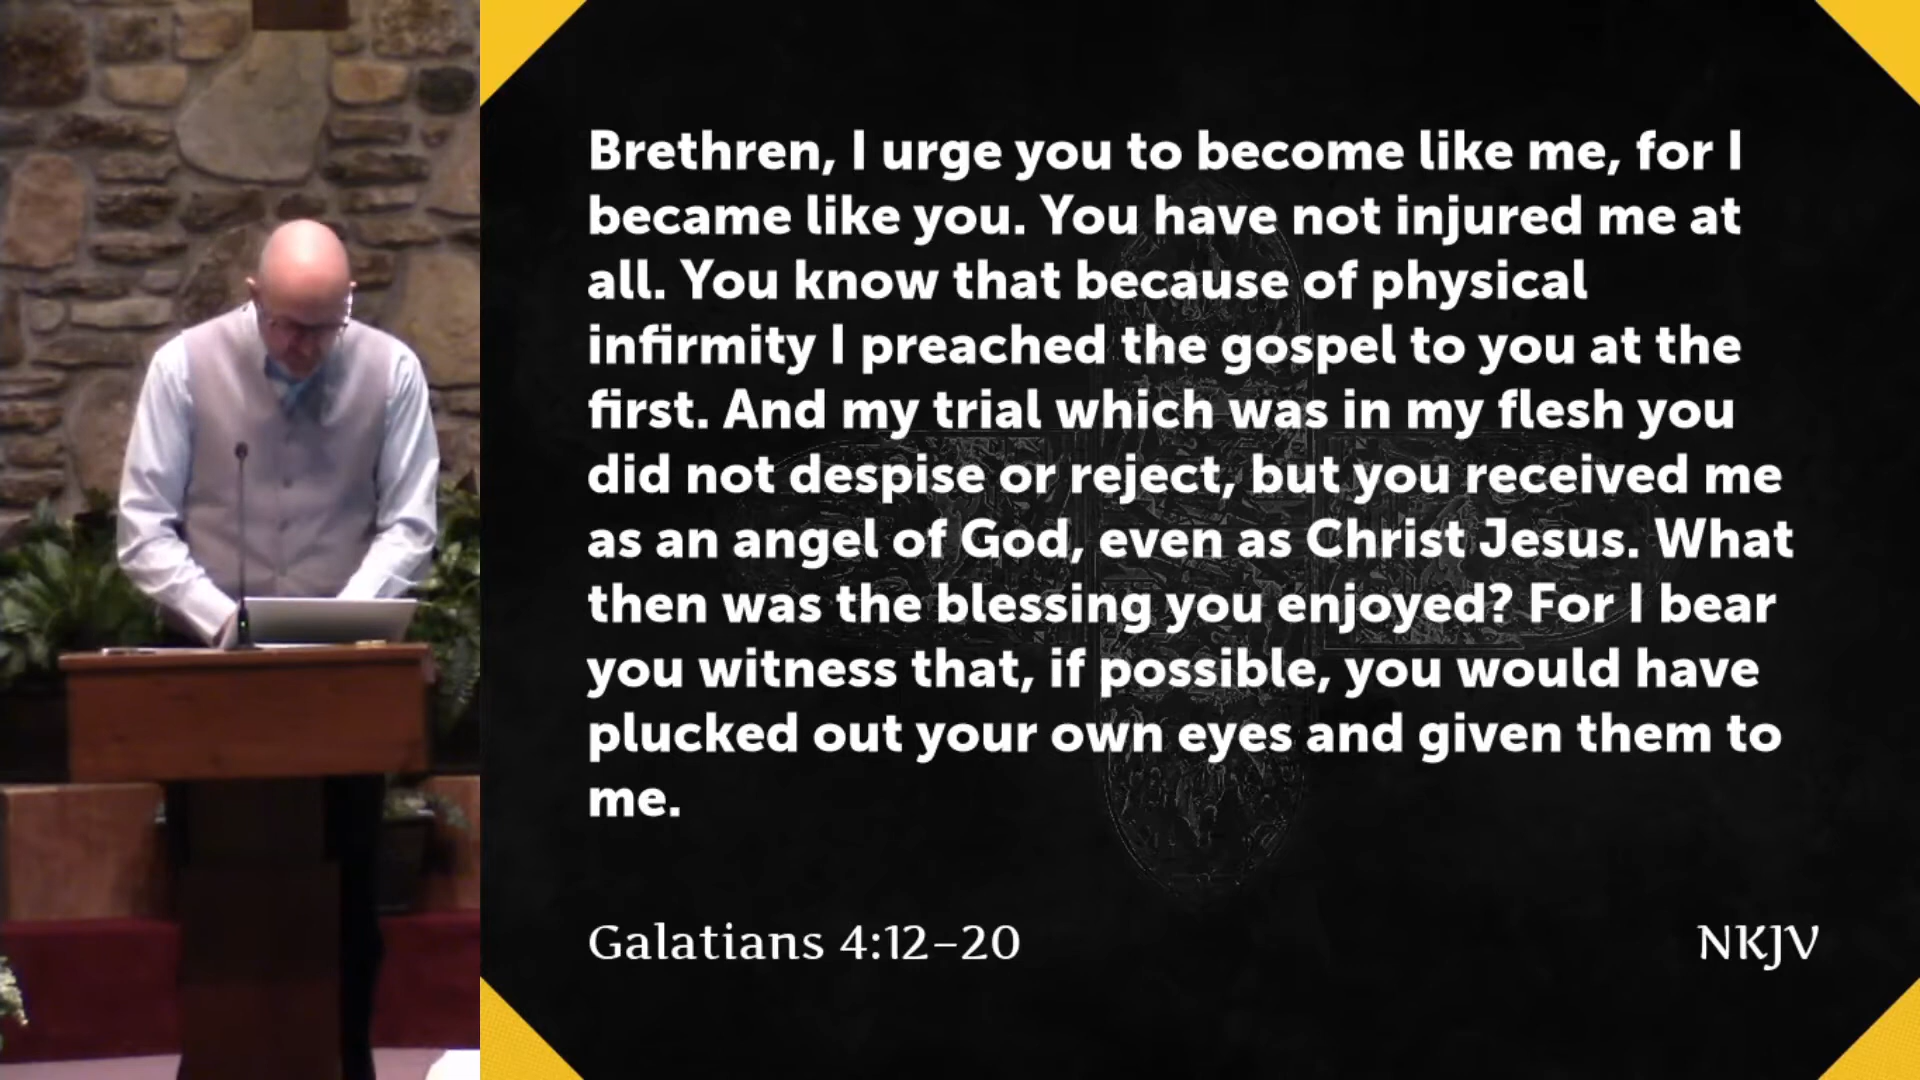 Brethren, I urge you to become like me, for I
became like you. You have not injured me at
all. You know that because of physical
infirmity I preached the gospel to you at the
first. And my trial which was in my flesh you
did not despise or reject, but you received me
as an angel of God, even as Christ Jesus. What
then was the blessing you enjoyed? For I bear
you witness that, if possible, you would have
plucked out your own eyes and given them to
me.
Galatians 4:12–20
NKJV